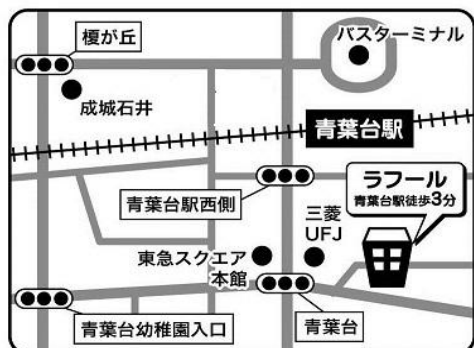 榎が丘
バスターミナル
成城石井
青葉台駅
ラフール
青葉台駅徒歩3分
青葉台駅西側
三菱
UFJ
東急スクエア
本館
青葉台幼稚園入口
青葉台